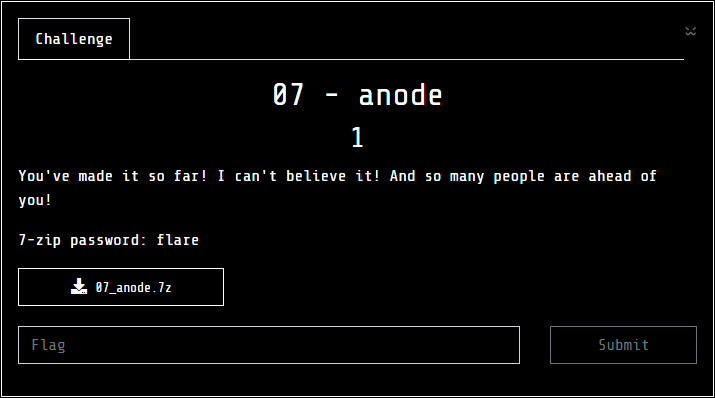 Challenge
07 - anode
1
You've made it so far! I can't believe it! And so many people are ahead of
you!
7-zip password: flare
07_anode.7z
Flag
Submit